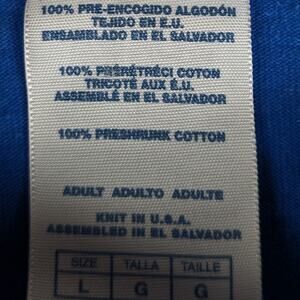 100% PRE-ENCOGIDO ALGODÓN
TEJIDO EN E.U.
ENSAMBLADO EN EL SALVADOR
100% PRÉRÉTRÉCI COTON
TRICOTÉ AUX É.U.
ASSEMBLÉ EN EL SALVADOR
100% PRESHRUNK COTTON
ADULT ADULTO ADULTE
KNIT IN U.S.A.
ASSEMBLED IN EL SALVADOR
SIZE TALLA TAILLE
L G G